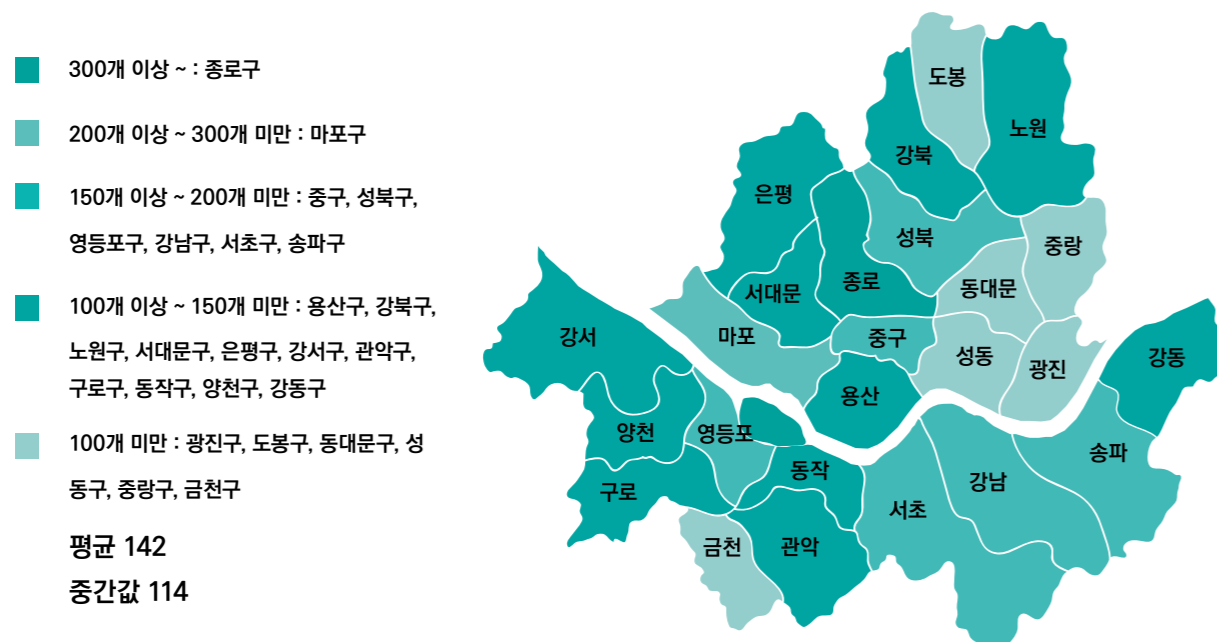 300개 이상 ~ : 종로구
200개 이상 ~ 300개 미만 : 마포구
150개 이상 ~ 200개 미만 : 중구, 성북구,
영등포구, 강남구, 서초구, 송파구
100개 이상 ~ 150개 미만 : 용산구, 강북구,
노원구, 서대문구, 은평구, 강서구, 관악구,
구로구, 동작구, 양천구, 강동구
100개 미만 : 광진구, 도봉구, 동대문구, 성
동구, 중랑구, 금천구
평균 142
중간값 114
도봉
노원
강북
은평
성북
중랑
서대문
종로
동대문
강서
마포
중구
성동
광진
강동
용산
양천
영등포
송파
동작
강남
구로
서초
금천
관악